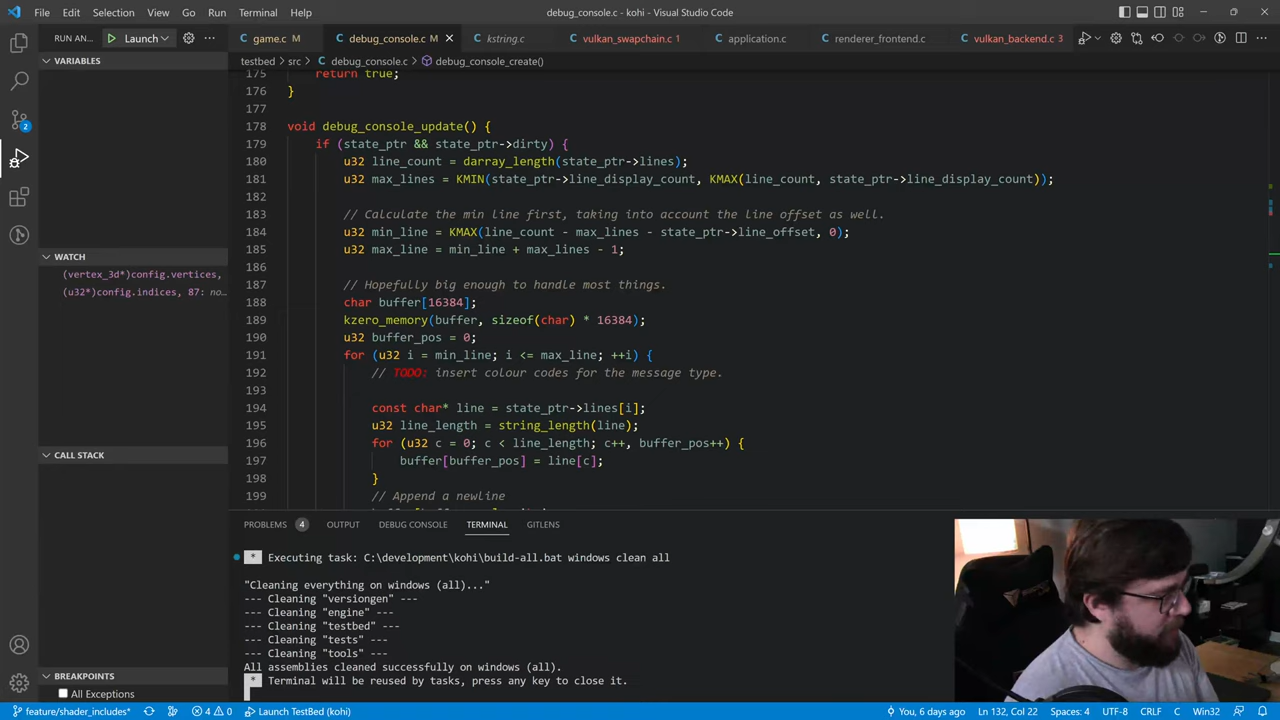 File Edit Selection View Go Run Terminal Help
debug_console.c - kohi - Visual Studio Code
RUN AN... Launch
game.c M debug_console.c M kstring.c vulkan_swapchain.c 1 application.c renderer_frontend.c vulkan_backend.c 3
testbed > src > debug_console.c > debug_console_create()
VARIABLES
WATCH
(vertex_3d*)config.vertices,
(u32*)config.indices, 87: no...
CALL STACK
BREAKPOINTS
All Exceptions
175 return true;
176 }
177
178 void debug_console_update() {
179 if (state_ptr && state_ptr->dirty) {
180 u32 line_count = darray_length(state_ptr->lines);
181 u32 max_lines = KMIN(state_ptr->line_display_count, KMAX(line_count, state_ptr->line_display_count));
182
183 // Calculate the min line first, taking into account the line offset as well.
184 u32 min_line = KMAX(line_count - max_lines - state_ptr->line_offset, 0);
185 u32 max_line = min_line + max_lines - 1;
186
187 // Hopefully big enough to handle most things.
188 char buffer[16384];
189 kzero_memory(buffer, sizeof(char) * 16384);
190 u32 buffer_pos = 0;
191 for (u32 i = min_line; i <= max_line; ++i) {
192 // TODO: insert colour codes for the message type.
193
194 const char* line = state_ptr->lines[i];
195 u32 line_length = string_length(line);
196 for (u32 c = 0; c < line_length; c++, buffer_pos++) {
197 buffer[buffer_pos] = line[c];
198 }
199 // Append a newline
PROBLEMS 4 OUTPUT DEBUG CONSOLE TERMINAL GITLENS
* Executing task: C:\development\kohi\build-all.bat windows clean all
"Cleaning everything on windows (all)..."
--- Cleaning "versiongen" ---
--- Cleaning "engine" ---
--- Cleaning "testbed" ---
--- Cleaning "tests" ---
--- Cleaning "tools" ---
All assemblies cleaned successfully on windows (all).
* Terminal will be reused by tasks, press any key to close it.
feature/shader_includes* 4 0 Launch TestBed (kohi) You, 6 days ago Ln 132, Col 22 Spaces: 4 UTF-8 CRLF C Win32